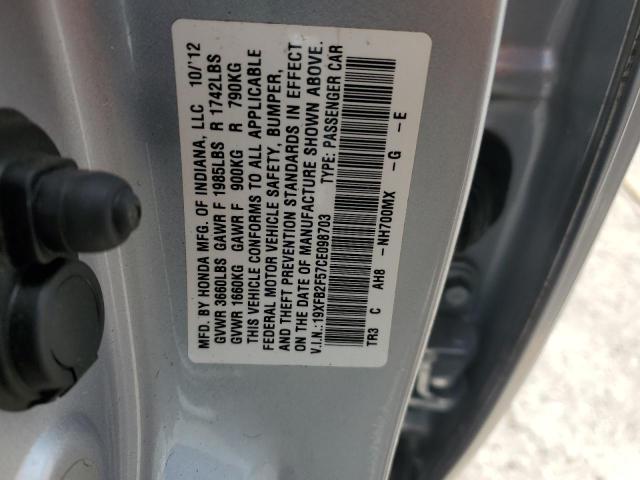 MFD. BY HONDA MFG. OF INDIANA, LLC 10/'12
GVWR 3660LBS GAWR F 1985LBS R 1742LBS
GVWR 1660KG GAWR F 900KG R 790KG
THIS VEHICLE CONFORMS TO ALL APPLICABLE
FEDERAL MOTOR VEHICLE SAFETY, BUMPER,
AND THEFT PREVENTION STANDARDS IN EFFECT
ON THE DATE OF MANUFACTURE SHOWN ABOVE.
V.I.N.:19XFB2F57CE098703 TYPE: PASSENGER CAR
TR3 C AH8 -NH700MX -G -E